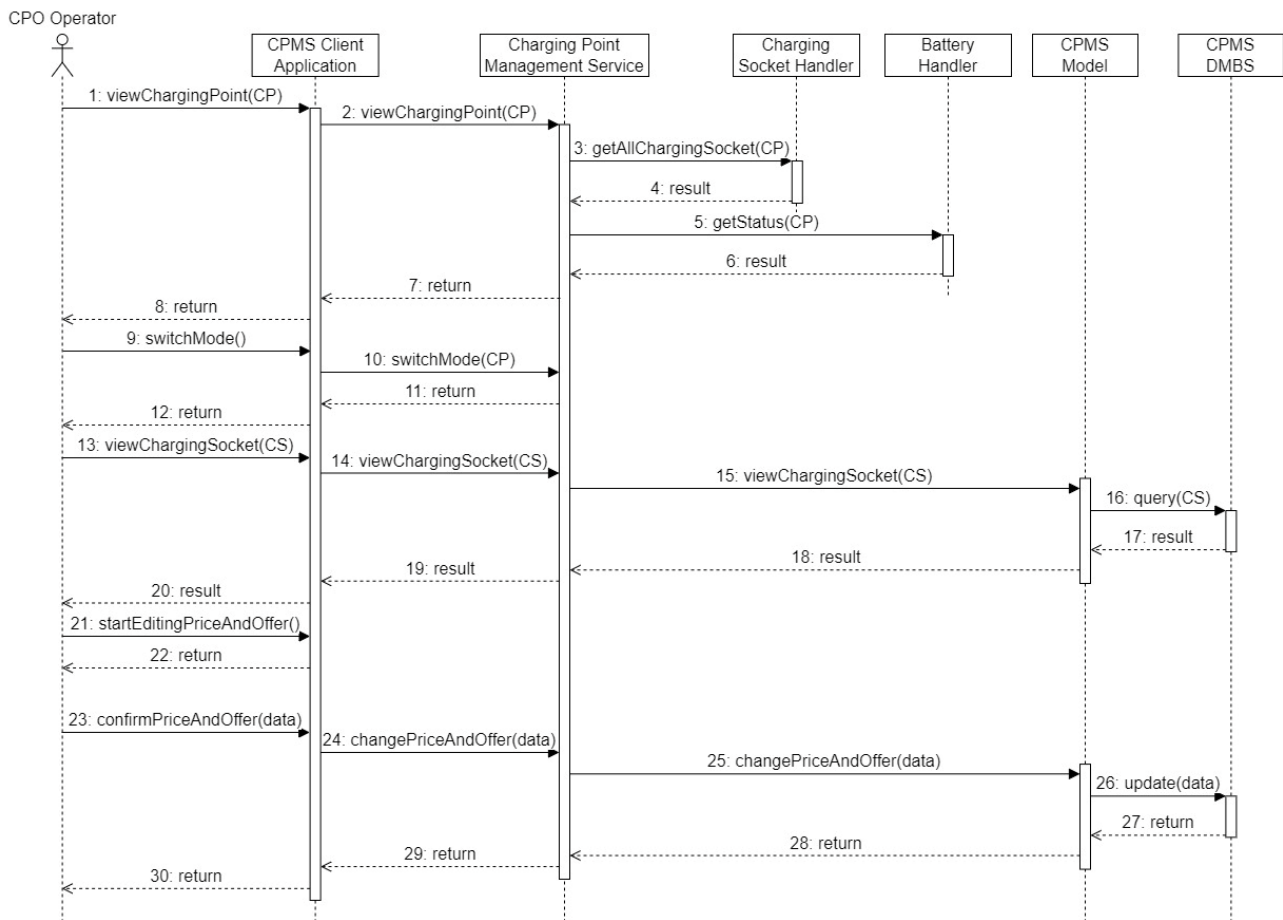 CPO Operator
CPMS Client
Application
Charging Point
Management Service
Charging
Socket Handler
Battery
Handler
CPMS
Model
CPMS
DMBS
1: viewChargingPoint(CP)
2: viewChargingPoint(CP)
3: getAllChargingSocket(CP)
4: result
5: getStatus(CP)
6: result
7: return
8: return
9: switchMode()
10: switchMode(CP)
11: return
12: return
13: viewChargingSocket(CS)
14: viewChargingSocket(CS)
15: viewChargingSocket(CS)
16: query(CS)
17: result
18: result
19: result
20: result
21: startEditingPriceAndOffer()
22: return
23: confirmPriceAndOffer(data)
24: changePriceAndOffer(data)
25: changePriceAndOffer(data)
26: update(data)
27: return
28: return
29: return
30: return